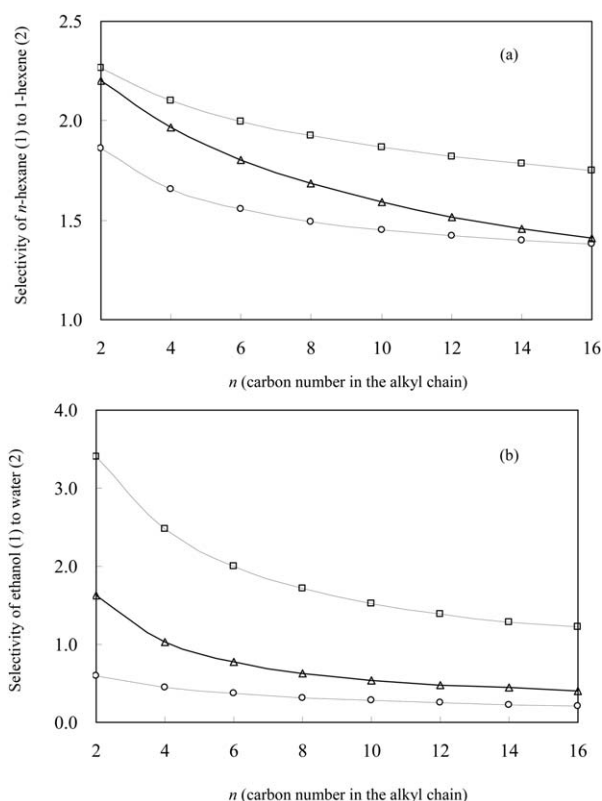 2.5
(a)
2.0
1.5
1.0
Selectivity of n-hexane (1) to 1-hexene (2)
2 4 6 8 10 12 14 16
n (carbon number in the alkyl chain)
4.0
(b)
3.0
2.0
1.0
0.0
Selectivity of ethanol (1) to water (2)
2 4 6 8 10 12 14 16
n (carbon number in the alkyl chain)